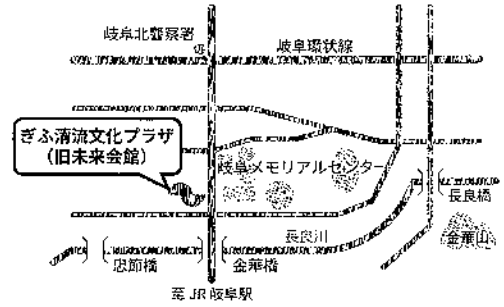 岐阜北警察署
岐阜環状線
ぎふ清流文化プラザ
（旧未来会館）
岐阜メモリアルセンター
長良橋
長良川
金華山
忠節橋
金華橋
至 JR 岐阜駅